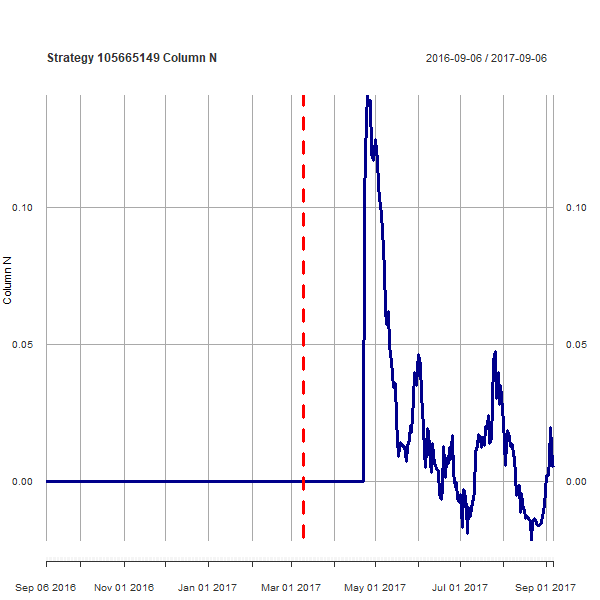 Strategy 105665149 Column N
2016-09-06 / 2017-09-06
0.10
0.10
Column N
0.05
0.05
0.00
0.00
Sep 06 2016
Nov 01 2016
Jan 01 2017
Mar 01 2017
May 01 2017
Jul 01 2017
Sep 01 2017